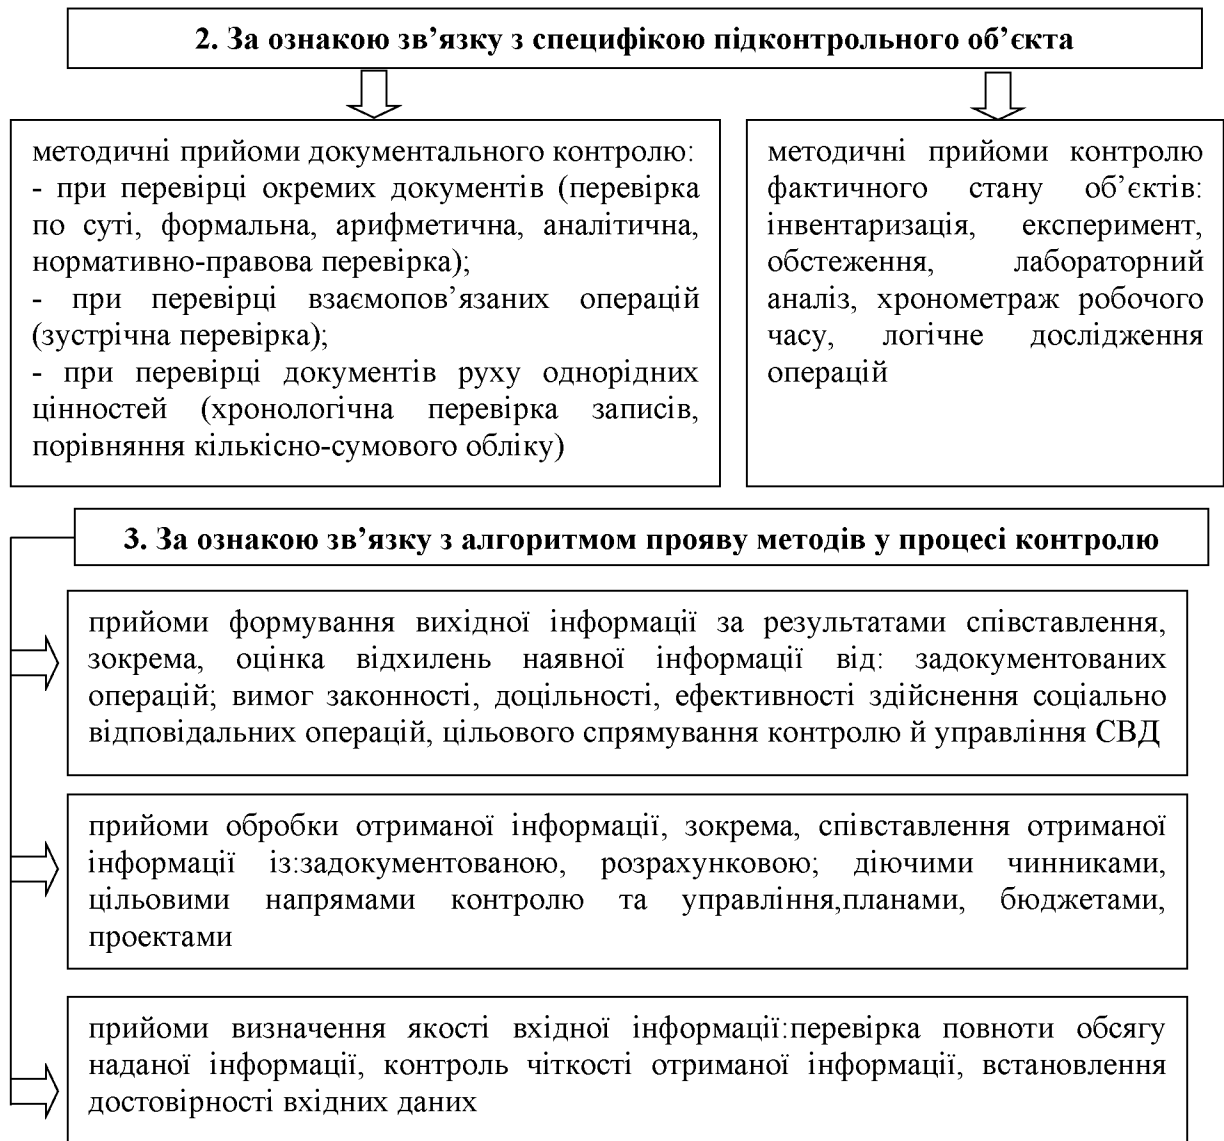 2. За ознакою зв’язку з специфікою підконтрольного об’єкта
методичні прийоми документального контролю:
- при перевірці окремих документів (перевірка
по суті, формальна, арифметична, аналітична,
нормативно-правова перевірка);
- при перевірці взаємопов’язаних операцій
(зустрічна перевірка);
- при перевірці документів руху однорідних
цінностей (хронологічна перевірка записів,
порівняння кількісно-сумового обліку)
методичні прийоми контролю
фактичного стану об’єктів:
інвентаризація, експеримент,
обстеження, лабораторний
аналіз, хронометраж робочого
часу, логічне дослідження
операцій
3. За ознакою зв’язку з алгоритмом прояву методів у процесі контролю
прийоми формування вихідної інформації за результатами співставлення,
зокрема, оцінка відхилень наявної інформації від: задокументованих
операцій; вимог законності, доцільності, ефективності здійснення соціально
відповідальних операцій, цільового спрямування контролю й управління СВД
прийоми обробки отриманої інформації, зокрема, співставлення отриманої
інформації із:задокументованою, розрахунковою; діючими чинниками,
цільовими напрямами контролю та управління,планами, бюджетами,
проектами
прийоми визначення якості вхідної інформації:перевірка повноти обсягу
наданої інформації, контроль чіткості отриманої інформації, встановлення
достовірності вхідних даних